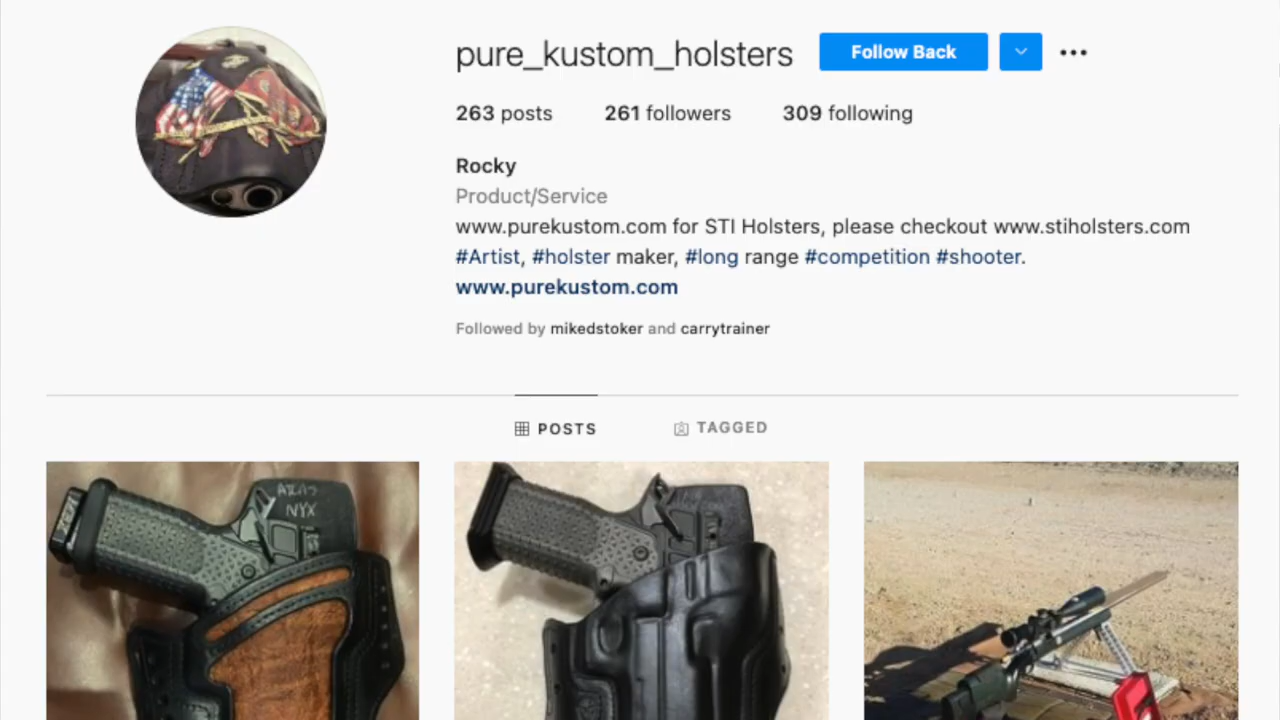 pure_kustom_holsters Follow Back
263 posts 261 followers 309 following
Rocky
Product/Service
www.purekustom.com for STI Holsters, please checkout www.stiholsters.com
#Artist, #holster maker, #long range #competition #shooter.
www.purekustom.com
Followed by mikedstoker and carrytrainer
POSTS TAGGED
ATLAS
NYX